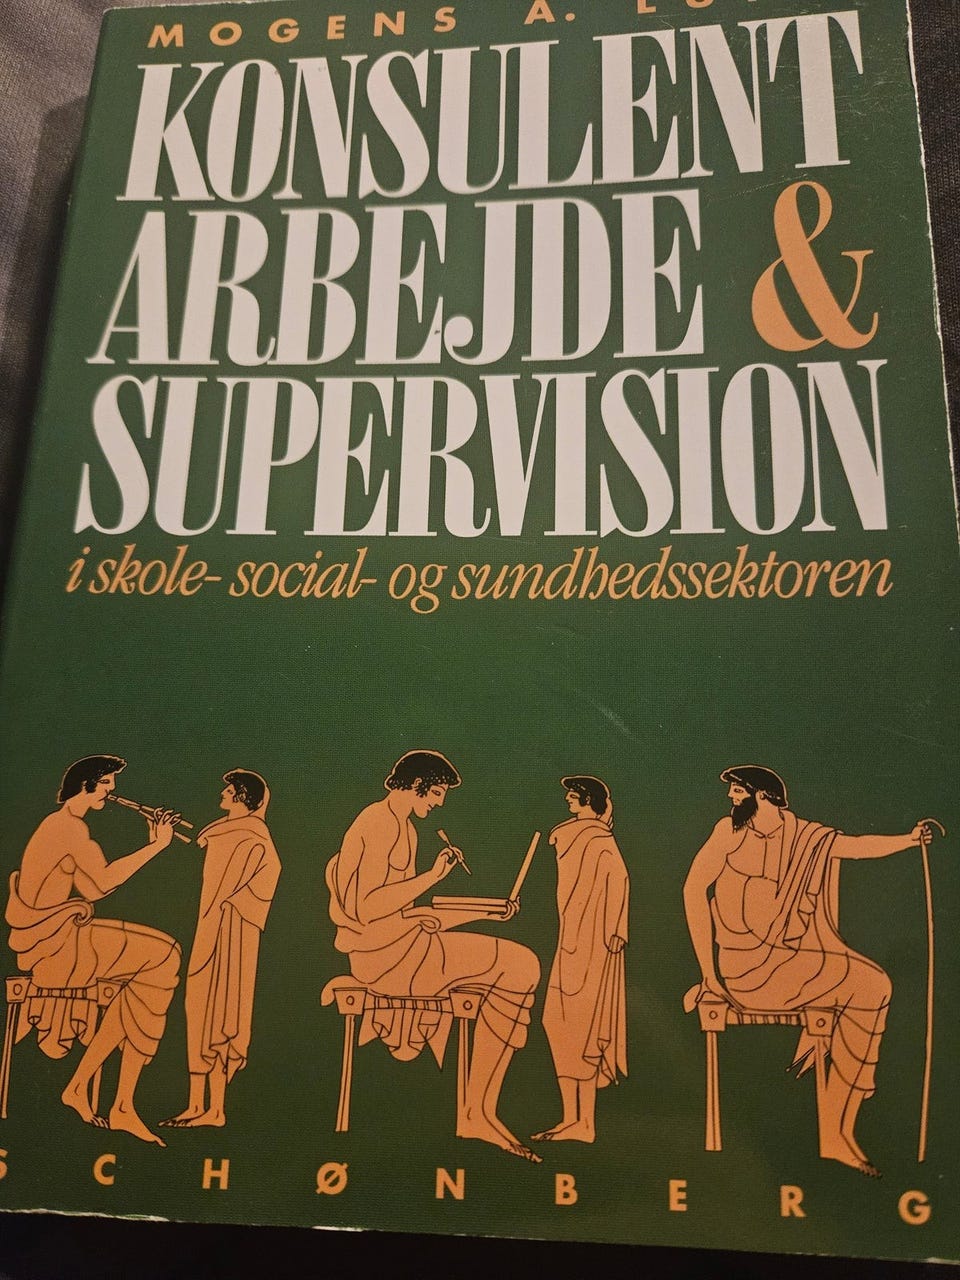 MOGENS A.
KONSULENT
ARBEJDE &
SUPERVISION
i skole- social- og sundhedssektoren
SCHØNBERG